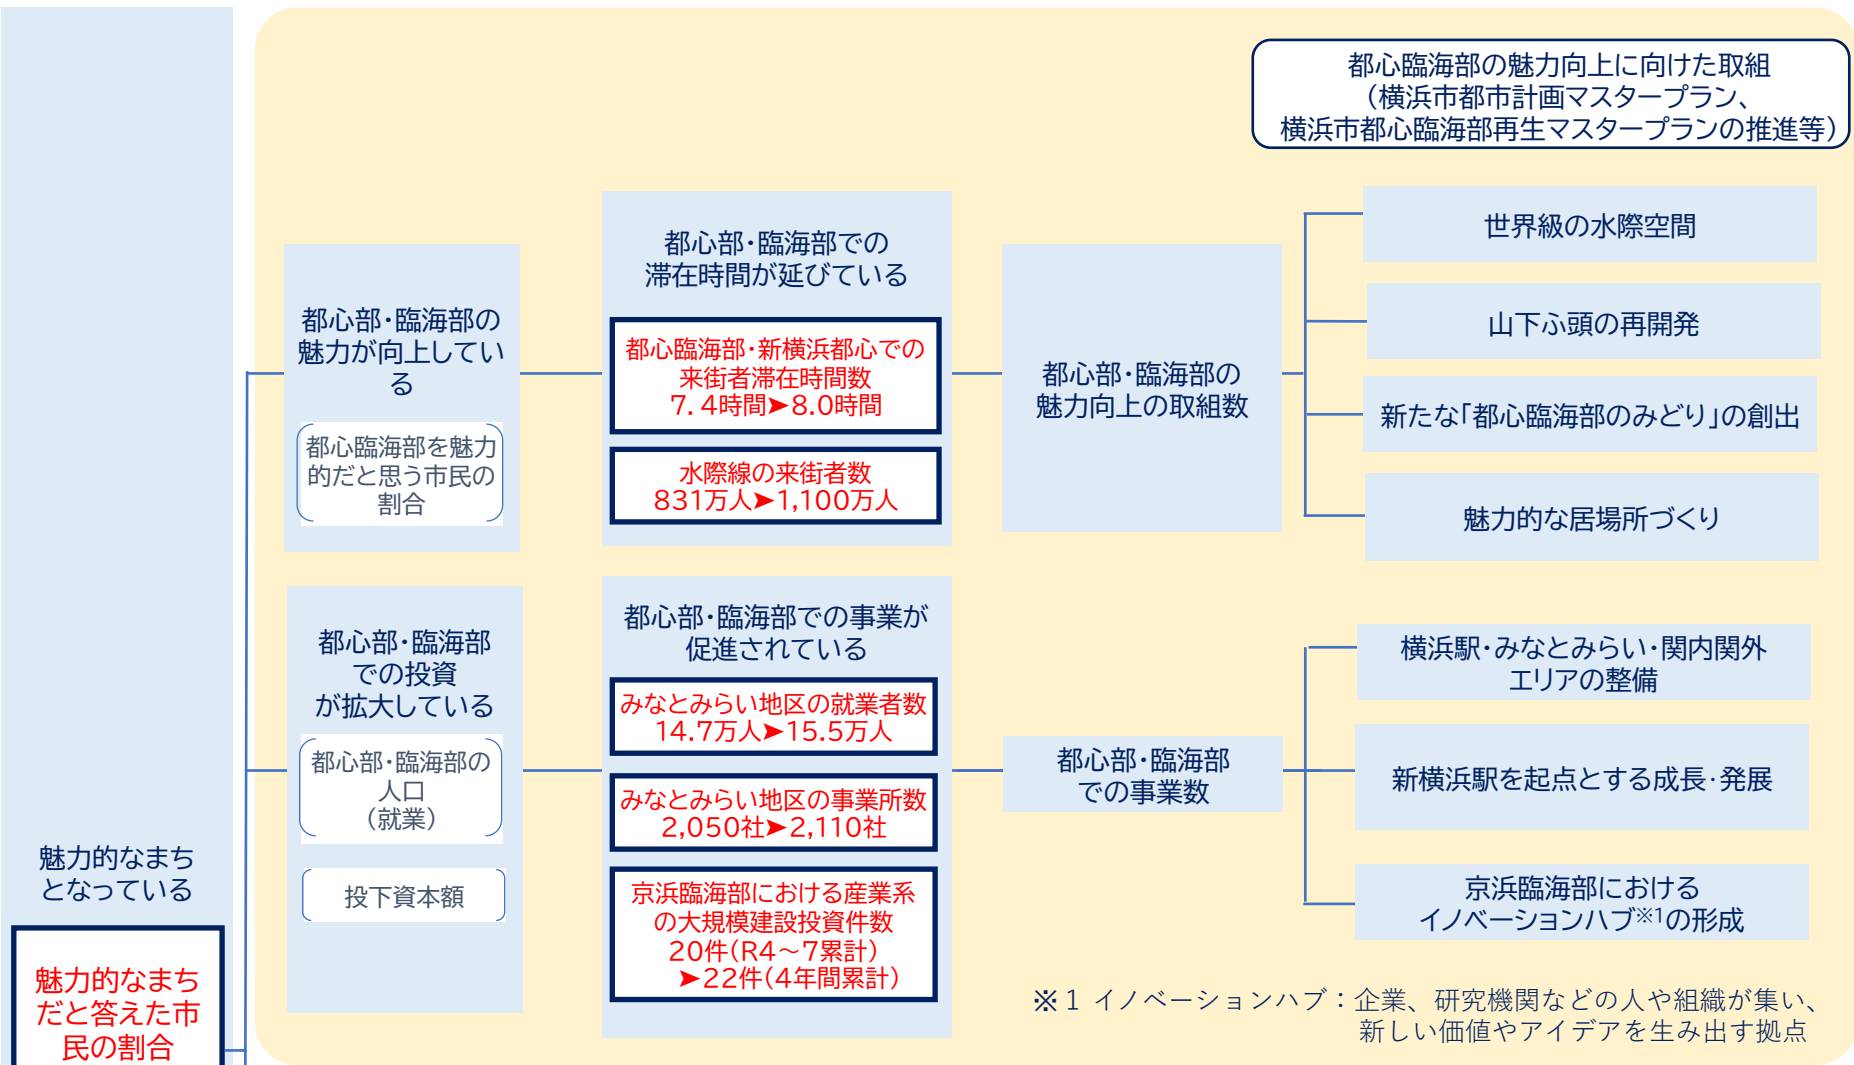 都心臨海部の魅力向上に向けた取組
（横浜市都市計画マスタープラン、
横浜市都心臨海部再生マスタープランの推進等）
魅力的なまち
となっている
魅力的なまち
だと答えた市
民の割合
都心部・臨海部の
魅力が向上してい
る
都心臨海部を魅力
的だと思う市民の
割合
都心部・臨海部での
滞在時間が延びている
都心臨海部・新横浜都心での
来街者滞在時間数
7.4時間➤8.0時間
水際線の来街者数
831万人➤1,100万人
都心部・臨海部の
魅力向上の取組数
世界級の水際空間
山下ふ頭の再開発
新たな「都心臨海部のみどり」の創出
魅力的な居場所づくり
都心部・臨海部
での投資
が拡大している
都心部・臨海部の
人口
（就業）
投下資本額
都心部・臨海部での事業が
促進されている
みなとみらい地区の就業者数
14.7万人➤15.5万人
みなとみらい地区の事業所数
2,050社➤2,110社
京浜臨海部における産業系
の大規模建設投資件数
20件(R4～7累計)
➤22件(4年間累計)
都心部・臨海部
での事業数
横浜駅・みなとみらい・関内関外
エリアの整備
新横浜駅を起点とする成長・発展
京浜臨海部における
イノベーションハブ※1の形成
※１ イノベーションハブ：企業、研究機関などの人や組織が集い、
新しい価値やアイデアを生み出す拠点